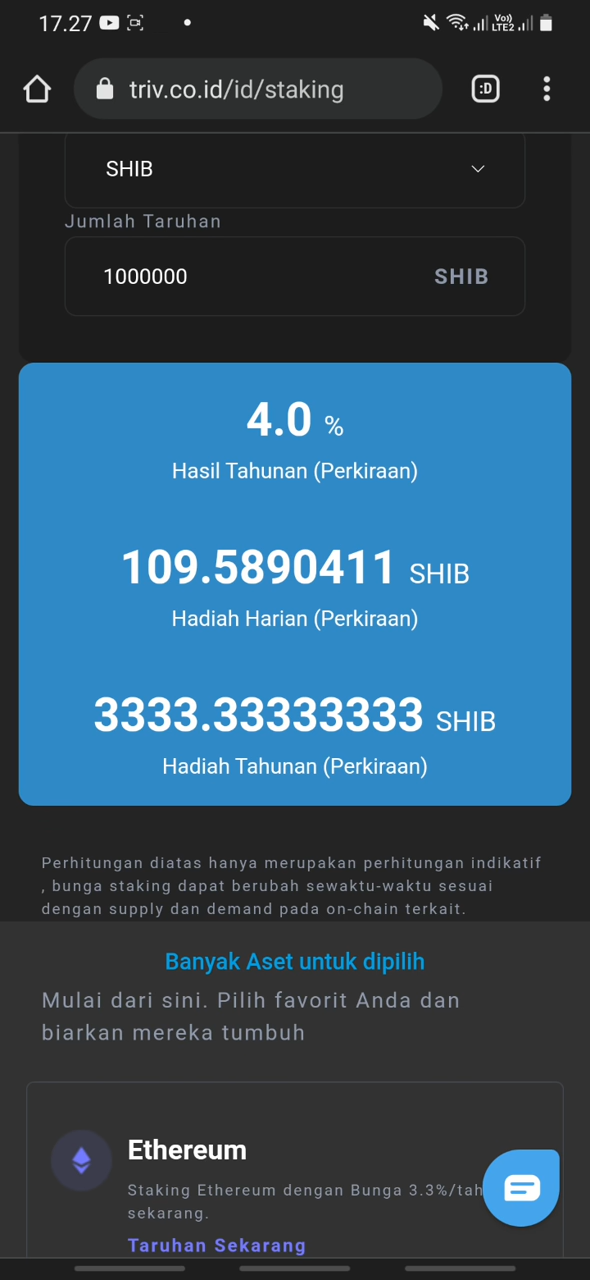 17.27
Vo))
LTE2
triv.co.id/id/staking
:D
SHIB
Jumlah Taruhan
1000000 SHIB
4.0 %
Hasil Tahunan (Perkiraan)
109.5890411 SHIB
Hadiah Harian (Perkiraan)
3333.33333333 SHIB
Hadiah Tahunan (Perkiraan)
Perhitungan diatas hanya merupakan perhitungan indikatif
, bunga staking dapat berubah sewaktu-waktu sesuai
dengan supply dan demand pada on-chain terkait.
Banyak Aset untuk dipilih
Mulai dari sini. Pilih favorit Anda dan
biarkan mereka tumbuh
Ethereum
Staking Ethereum dengan Bunga 3.3%/tah
sekarang.
Taruhan Sekarang